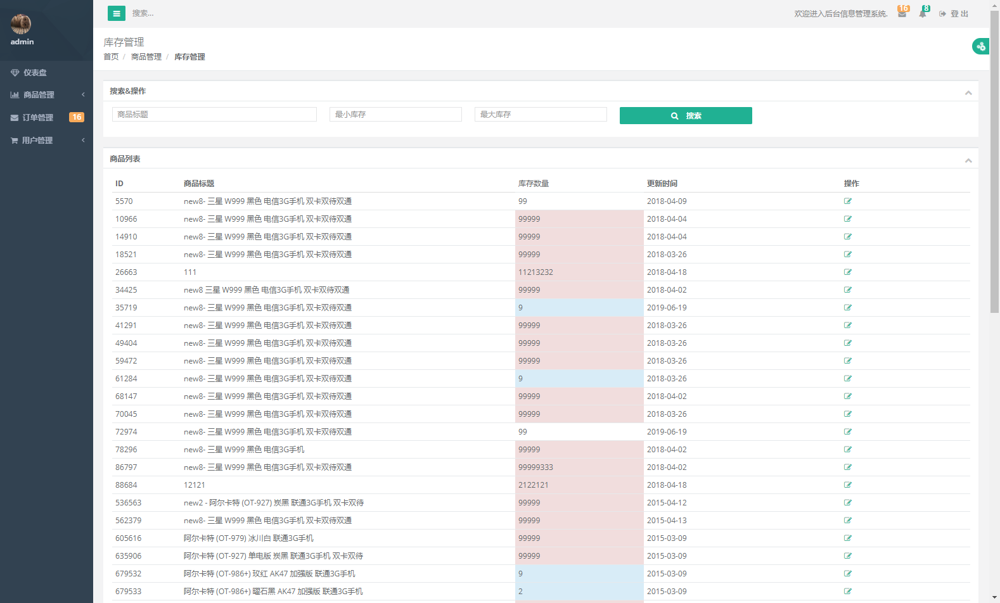 admin
仪表盘
商品管理
订单管理 16
用户管理
搜索...
欢迎进入后台信息管理系统. 16 8 登出
库存管理
首页 / 商品管理 / 库存管理
搜索&操作
商品标题 最小库存 最大库存 搜索
商品列表
ID 商品标题 库存数量 更新时间 操作
5570 new8- 三星 W999 黑色 电信3G手机 双卡双待双通 99 2018-04-09
10966 new8- 三星 W999 黑色 电信3G手机 双卡双待双通 99999 2018-04-04
14910 new8- 三星 W999 黑色 电信3G手机 双卡双待双通 99999 2018-04-04
18521 new8- 三星 W999 黑色 电信3G手机 双卡双待双通 99999 2018-03-26
26663 111 11213232 2018-04-18
34425 new8 三星 W999 黑色 电信3G手机 双卡双待双通 99999 2018-04-02
35719 new8- 三星 W999 黑色 电信3G手机 双卡双待双通 9 2019-06-19
41291 new8- 三星 W999 黑色 电信3G手机 双卡双待双通 99999 2018-03-26
49404 new8- 三星 W999 黑色 电信3G手机 双卡双待双通 99999 2018-03-26
59472 new8- 三星 W999 黑色 电信3G手机 双卡双待双通 99999 2018-03-26
61284 new8- 三星 W999 黑色 电信3G手机 双卡双待双通 9 2018-03-26
68147 new8- 三星 W999 黑色 电信3G手机 双卡双待双通 99999 2018-04-02
70045 new8- 三星 W999 黑色 电信3G手机 双卡双待双通 99999 2018-03-26
72974 new8- 三星 W999 黑色 电信3G手机 双卡双待双通 99 2019-06-19
78296 new8- 三星 W999 黑色 电信3G手机 99999 2018-04-02
86797 new8- 三星 W999 黑色 电信3G手机 双卡双待双通 99999333 2018-04-02
88684 12121 2122121 2018-04-18
536563 new2 - 阿尔卡特 (OT-927) 炭黑 联通3G手机 双卡双待 99999 2015-04-12
562379 new8- 三星 W999 黑色 电信3G手机 双卡双待双通 99999 2015-04-13
605616 阿尔卡特 (OT-979) 冰川白 联通3G手机 99999 2015-03-09
635906 阿尔卡特 (OT-927) 单电版 炭黑 联通3G手机 双卡双待 99999 2015-03-09
679532 阿尔卡特 (OT-986+) 玫红 AK47 加强版 联通3G手机 9 2015-03-09
679533 阿尔卡特 (OT-986+) 曜石黑 AK47 加强版 联通3G手机 2 2015-03-09